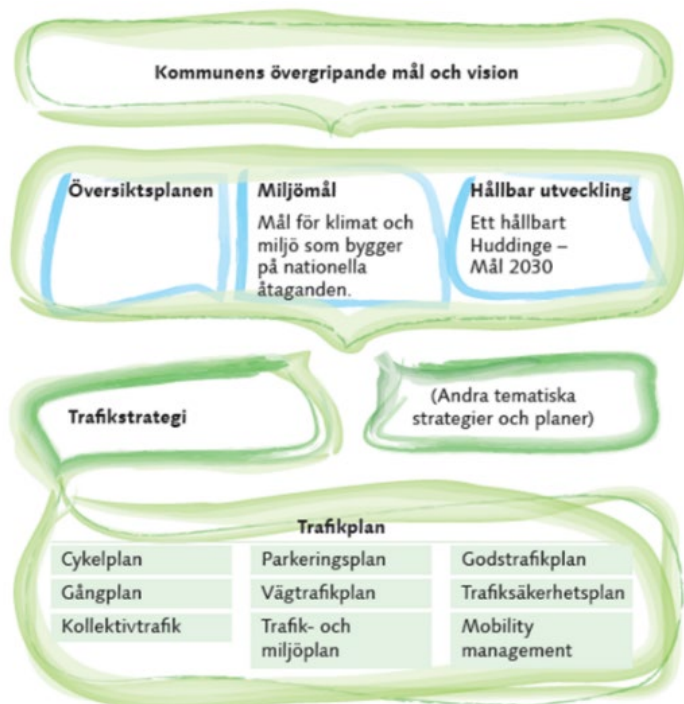 Kommunens övergripande mål och vision
Översiktsplanen
Miljömål
Mål för klimat och
miljö som bygger
på nationella
åtaganden.
Hållbar utveckling
Ett hållbart
Huddinge –
Mål 2030
Trafikstrategi
(Andra tematiska
strategier och planer)
Trafikplan
Cykelplan
Parkeringsplan
Godstrafikplan
Gångplan
Vägtrafikplan
Trafiksäkerhetsplan
Kollektivtrafik
Trafik- och
miljöplan
Mobility
management